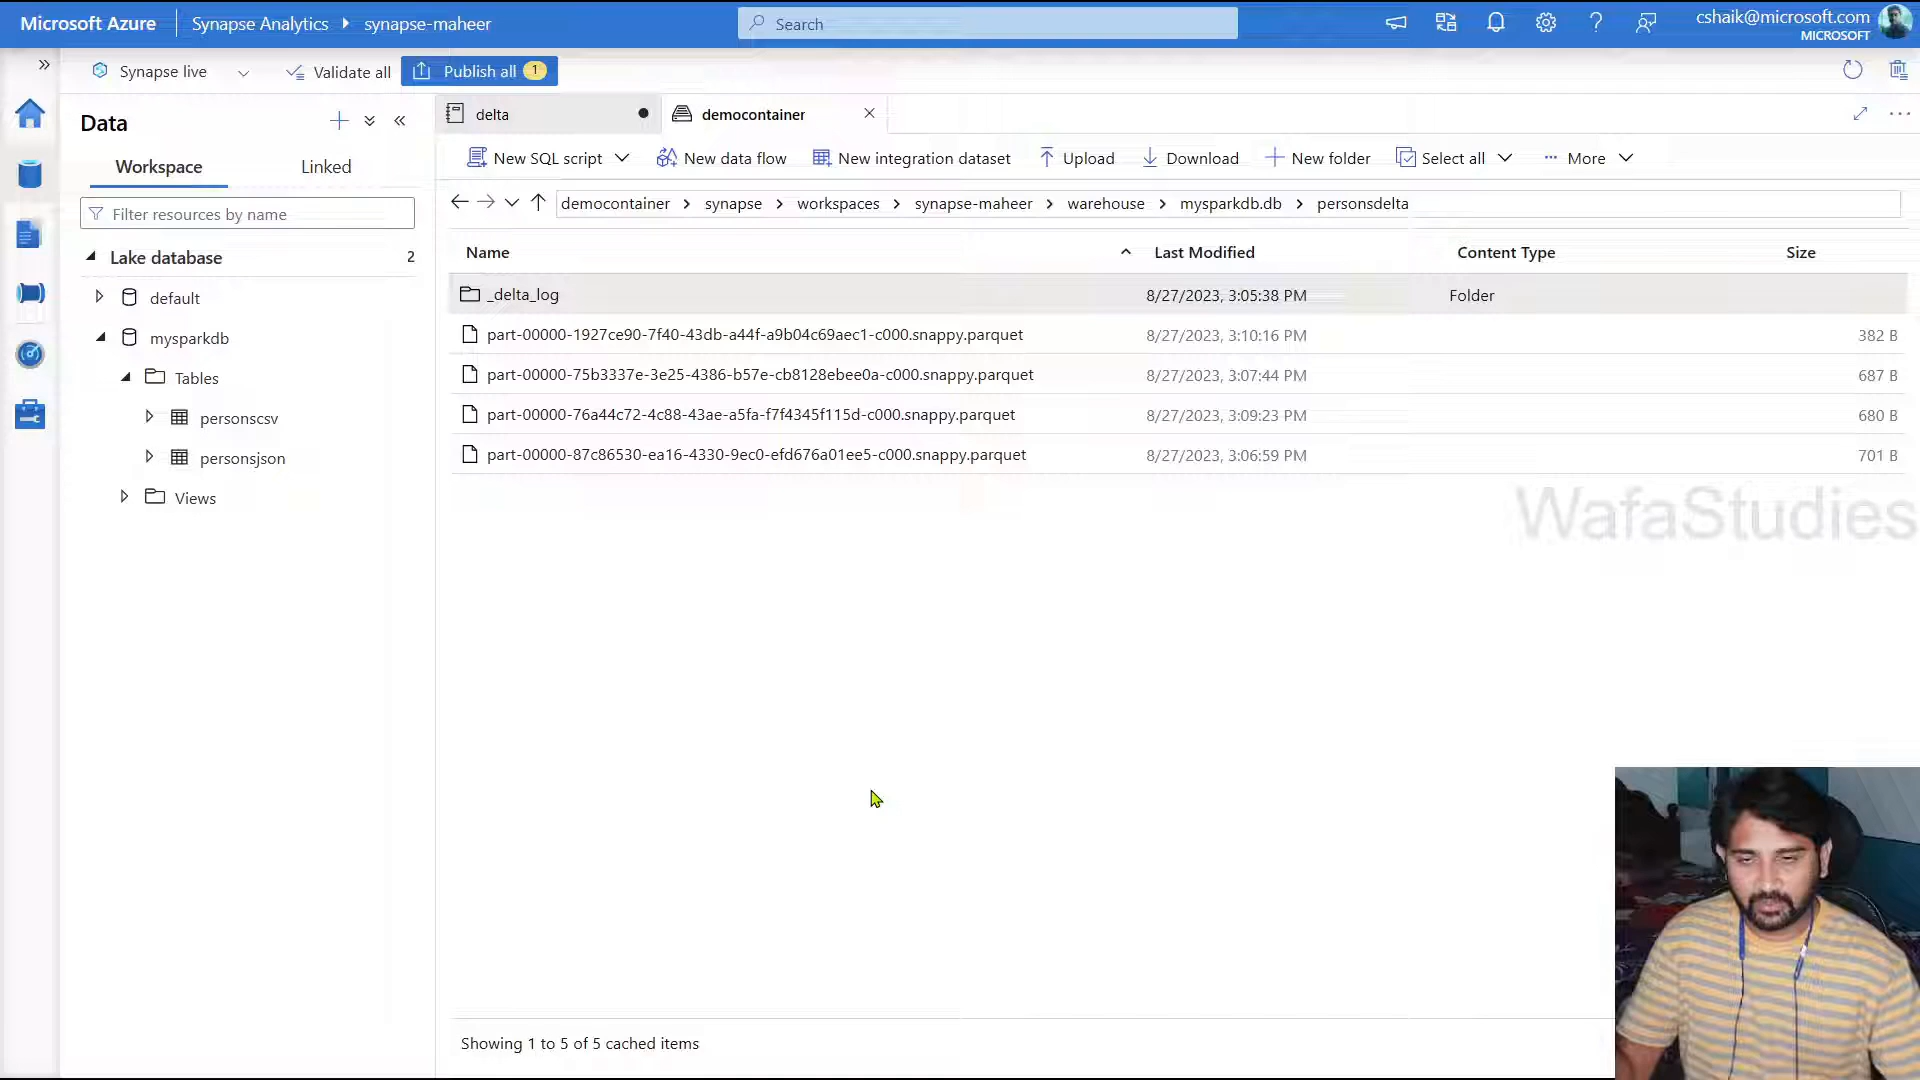 Microsoft Azure
Synapse Analytics
synapse-maheer
Search
cshaik@microsoft.com
MICROSOFT
Synapse live
Validate all
Publish all
1
Data
Workspace
Linked
Filter resources by name
Lake database
2
default
mysparkdb
Tables
personscsv
personsjson
Views
delta
democontainer
New SQL script
New data flow
New integration dataset
Upload
Download
New folder
Select all
More
democontainer
synapse
workspaces
synapse-maheer
warehouse
mysparkdb.db
personsdelta
Name
Last Modified
Content Type
Size
_delta_log
8/27/2023, 3:05:38 PM
Folder
part-00000-1927ce90-7f40-43db-a44f-a9b04c69aec1-c000.snappy.parquet
8/27/2023, 3:10:16 PM
382 B
part-00000-75b3337e-3e25-4386-b57e-cb8128ebee0a-c000.snappy.parquet
8/27/2023, 3:07:44 PM
687 B
part-00000-76a44c72-4c88-43ae-a5fa-f7f4345f115d-c000.snappy.parquet
8/27/2023, 3:09:23 PM
680 B
part-00000-87c86530-ea16-4330-9ec0-efd676a01ee5-c000.snappy.parquet
8/27/2023, 3:06:59 PM
701 B
WafaStudies
Showing 1 to 5 of 5 cached items